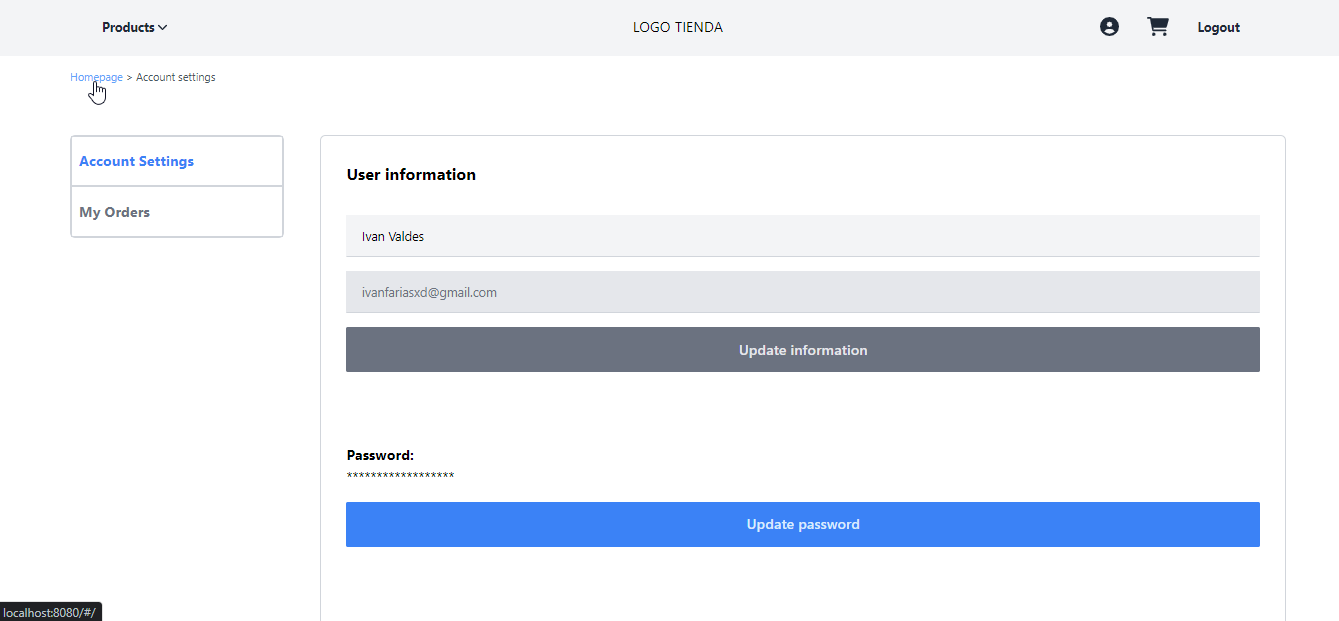 Products
LOGO TIENDA
Logout
Homepage > Account settings
Account Settings
My Orders
User information
Ivan Valdes
ivanfariasxd@gmail.com
Update information
Password:
******************
Update password
localhost:8080/#/